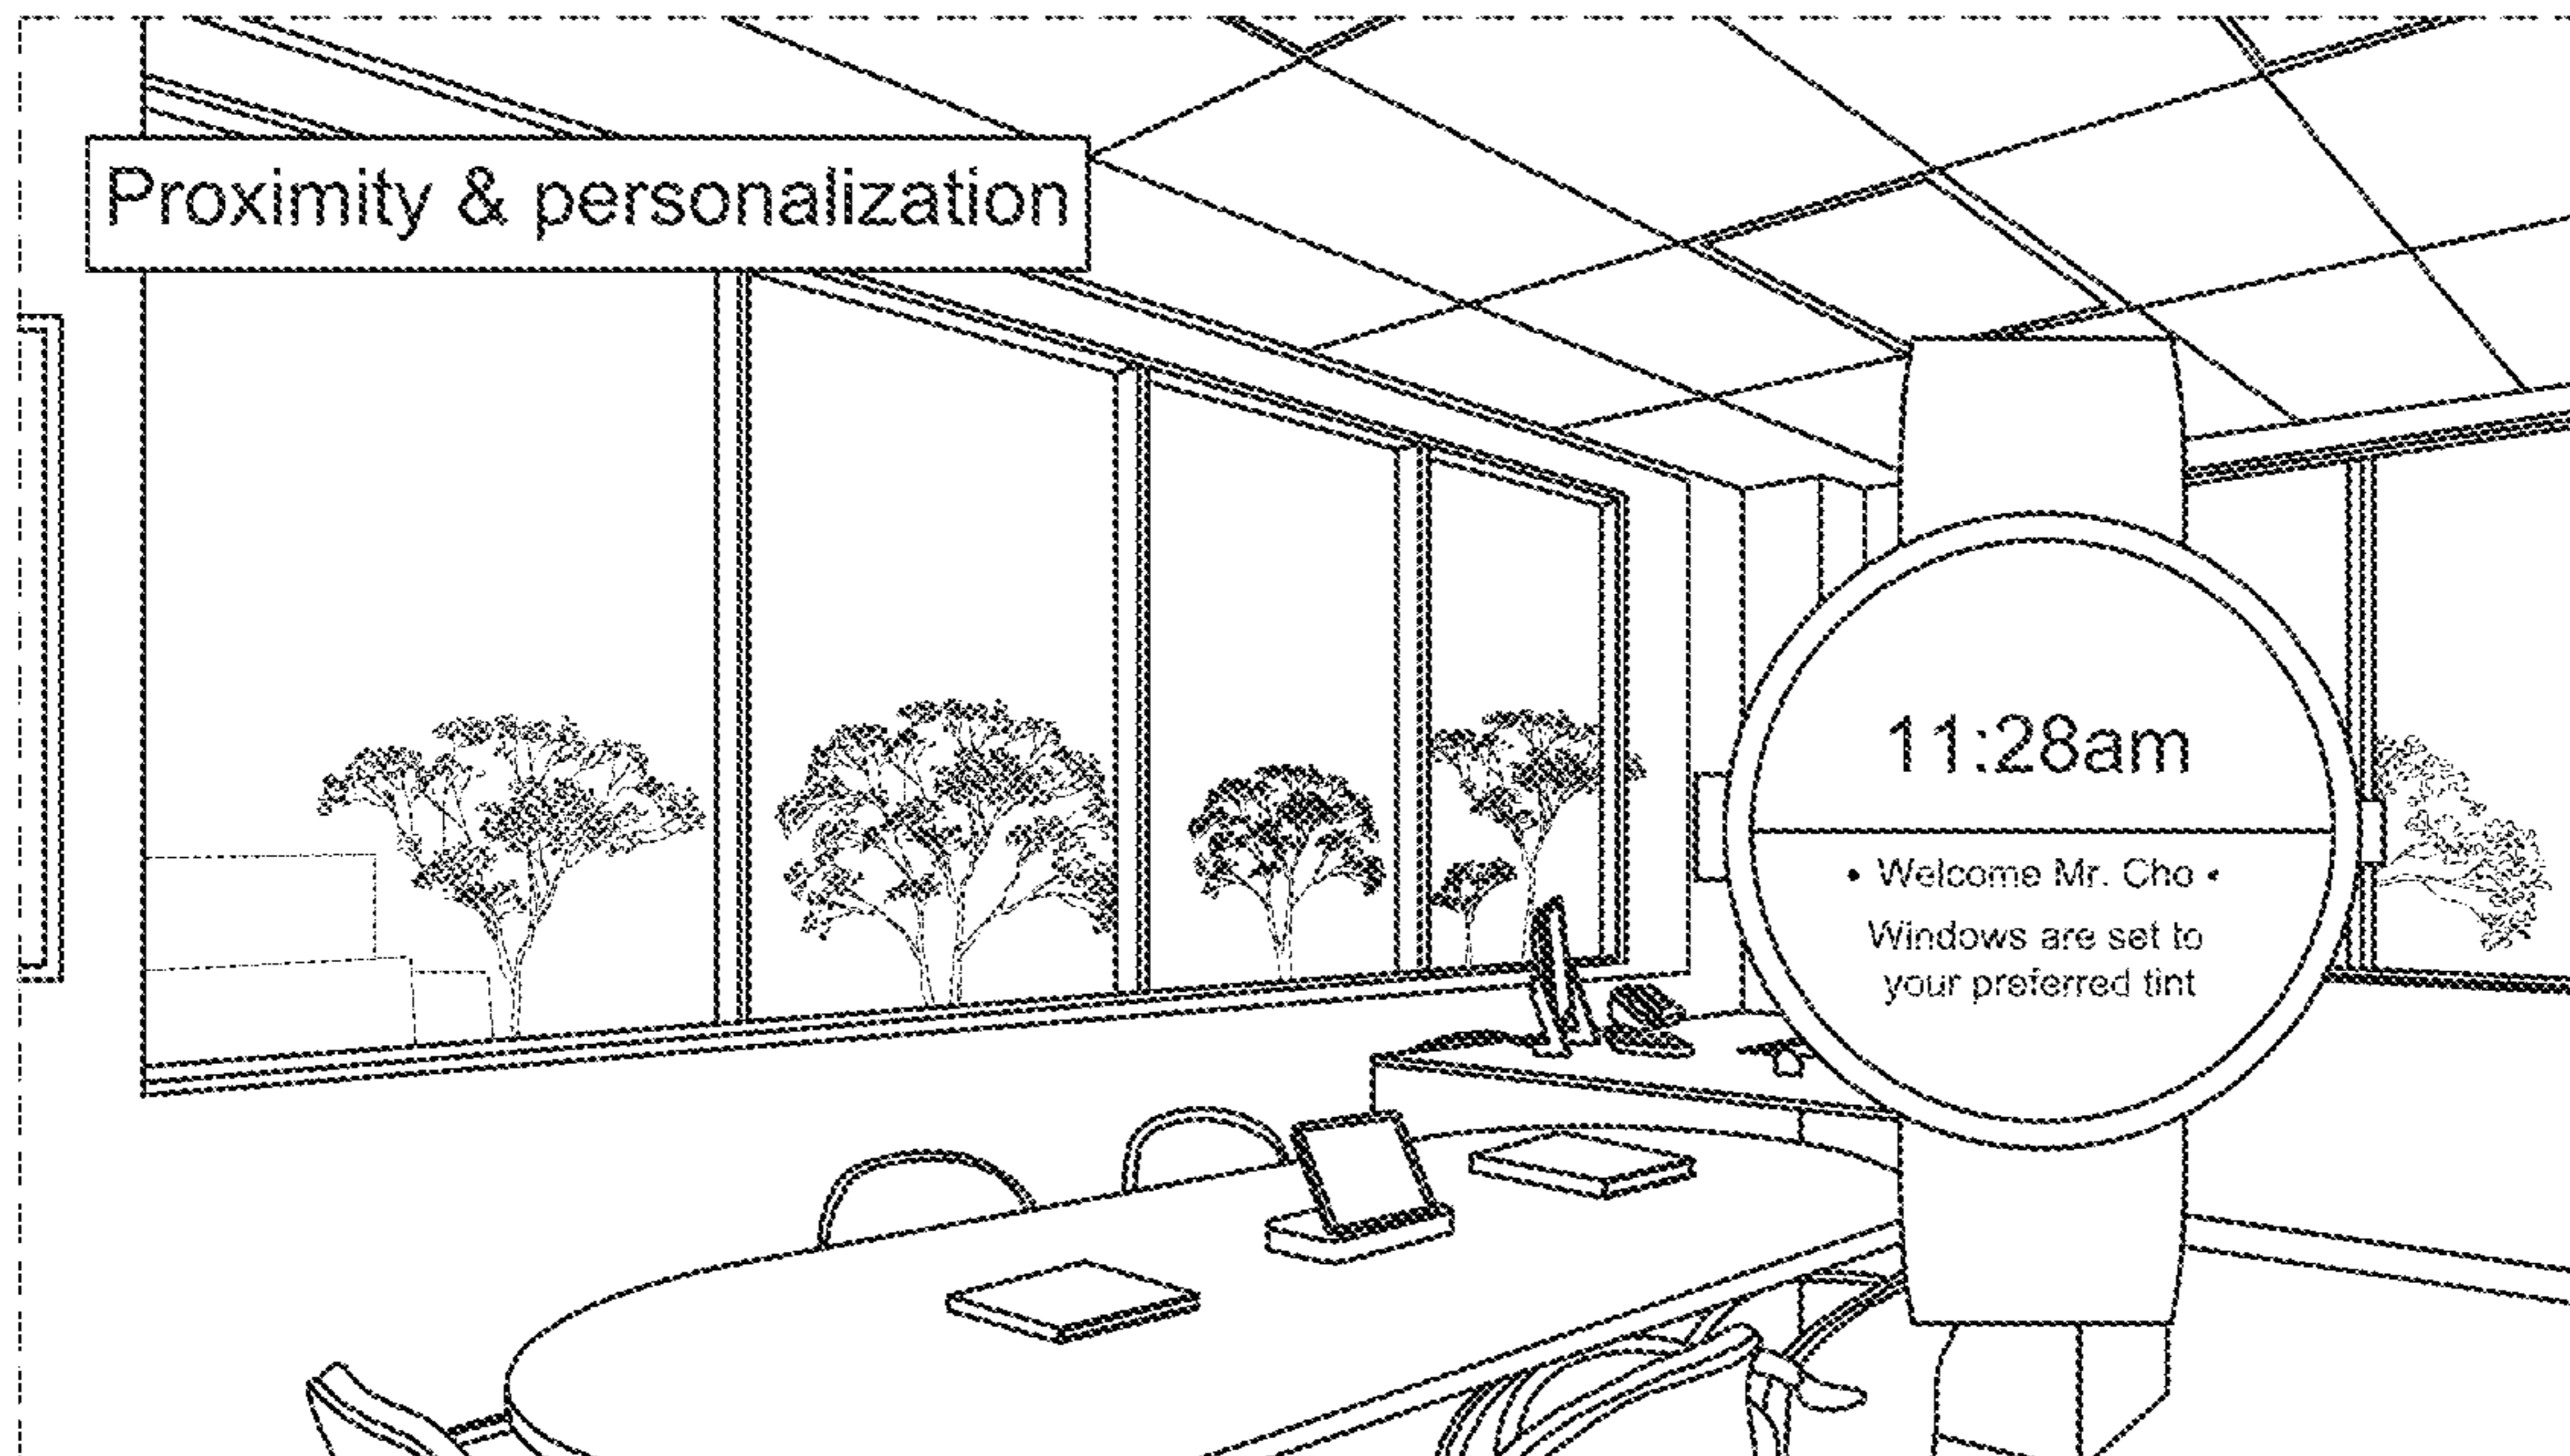 Proximity & personalization
11:28am
• Welcome Mr. Cho •
Windows are set to
your preferred tint